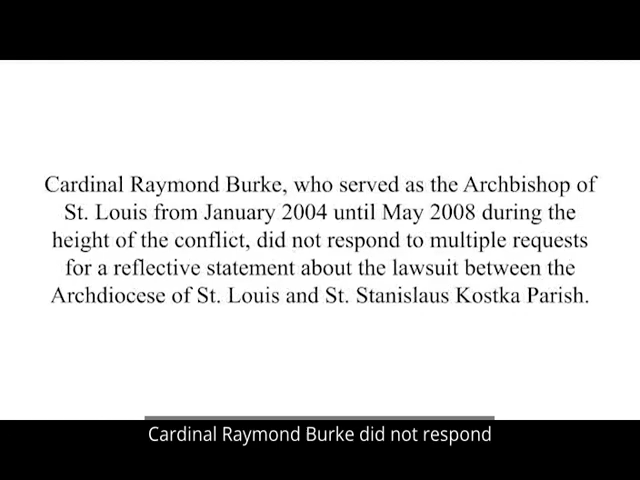 Cardinal Raymond Burke, who served as the Archbishop of
St. Louis from January 2004 until May 2008 during the
height of the conflict, did not respond to multiple requests
for a reflective statement about the lawsuit between the
Archdiocese of St. Louis and St. Stanislaus Kostka Parish.
Cardinal Raymond Burke did not respond